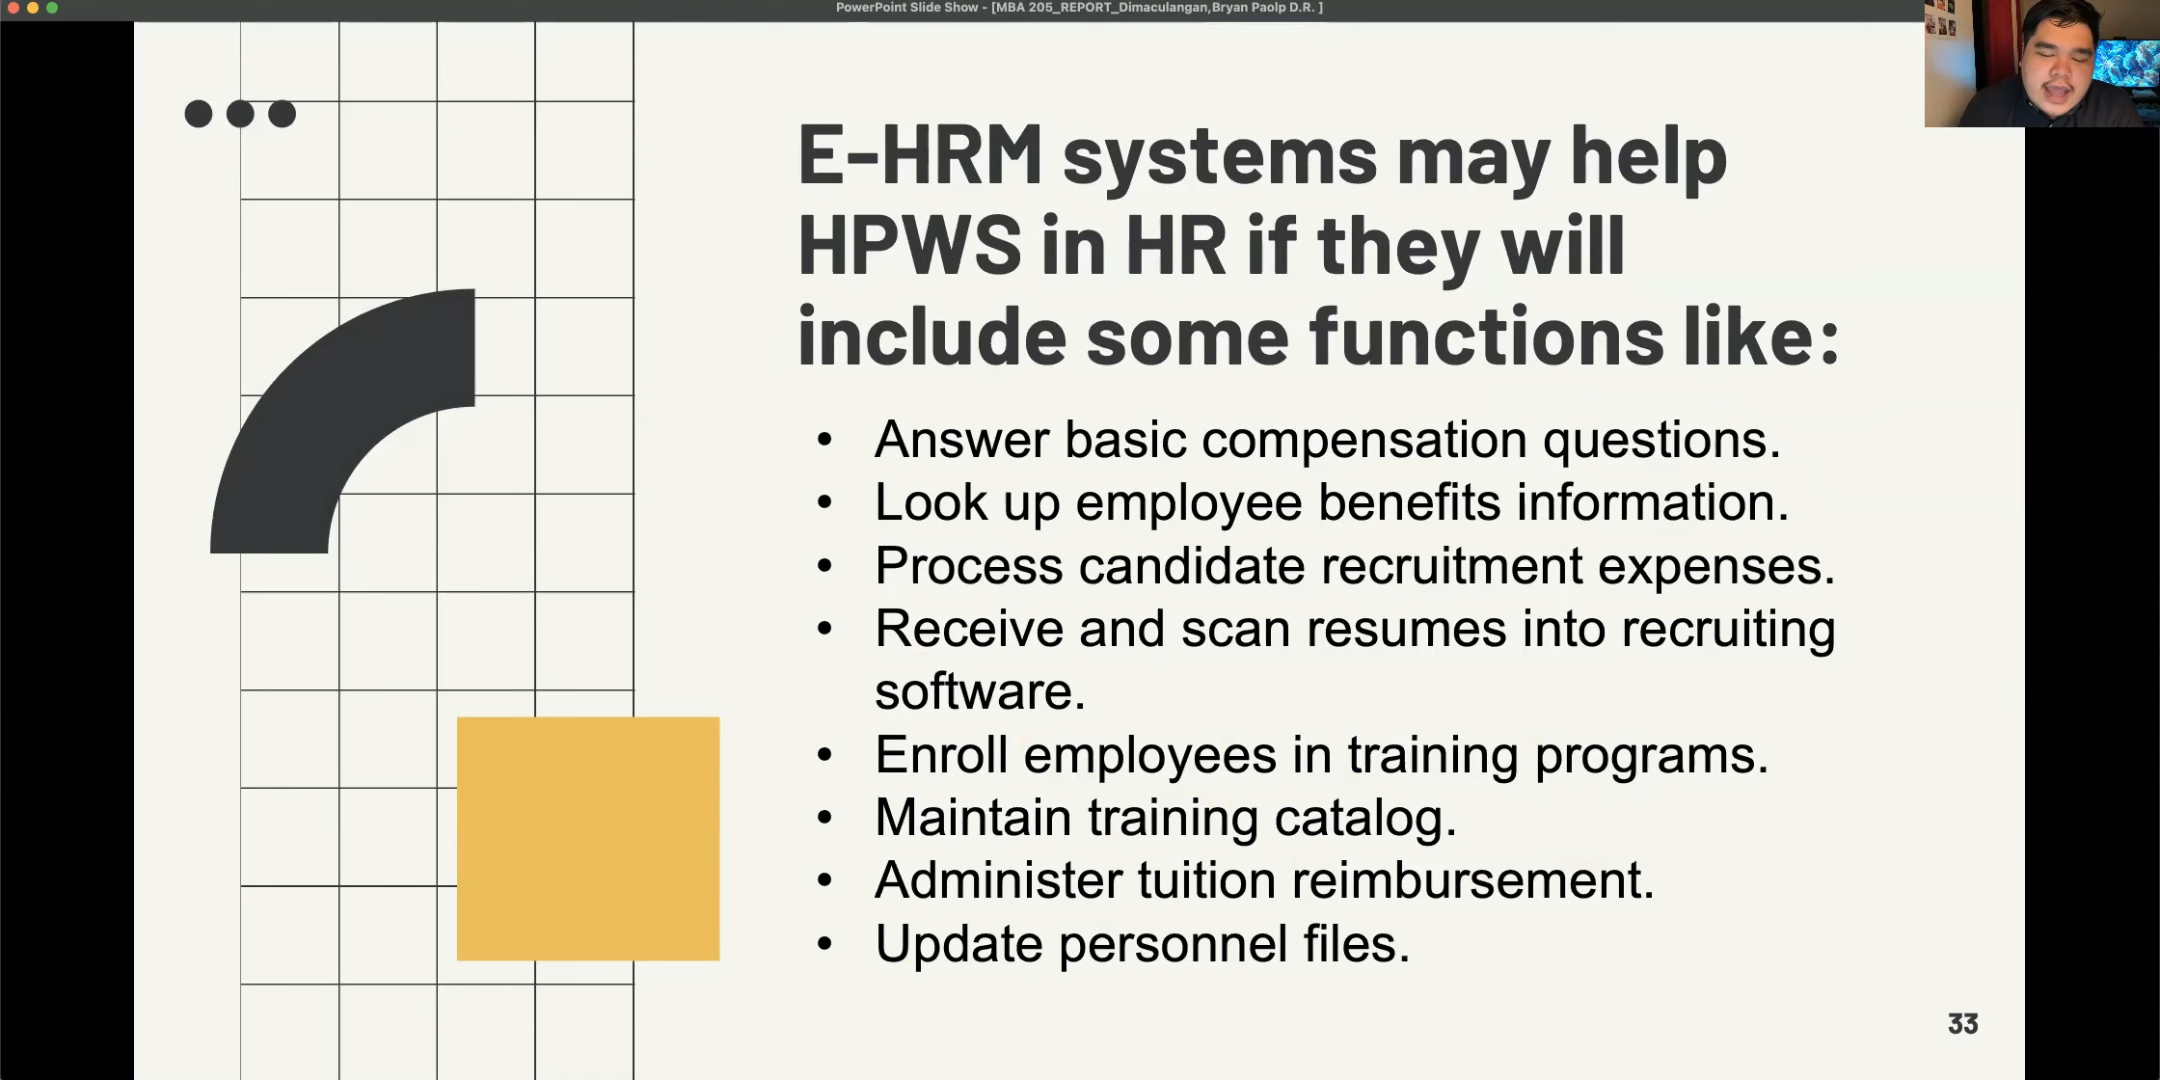 PowerPoint Slide Show - [MBA 205_REPORT_Dimaculangan,Bryan Paolp D.R. ]
E-HRM systems may help
HPWS in HR if they will
include some functions like:
• Answer basic compensation questions.
• Look up employee benefits information.
• Process candidate recruitment expenses.
• Receive and scan resumes into recruiting
software.
• Enroll employees in training programs.
• Maintain training catalog.
• Administer tuition reimbursement.
• Update personnel files.
33